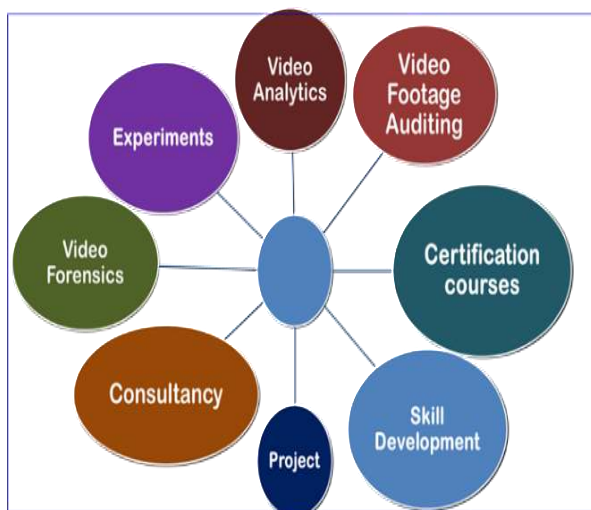 Video
Analytics
Video
Footage
Auditing
Experiments
Certification
courses
Video
Forensics
Consultancy
Skill
Development
Project